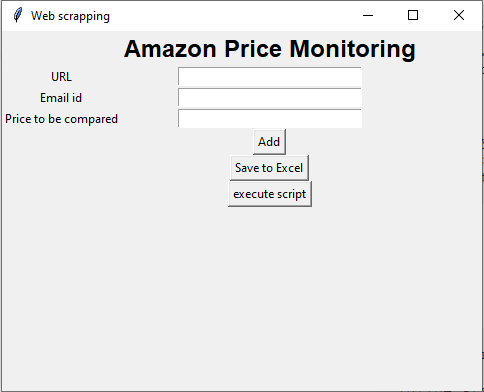 Web scrapping
Amazon Price Monitoring
URL
Email id
Price to be compared
Add
Save to Excel
execute script